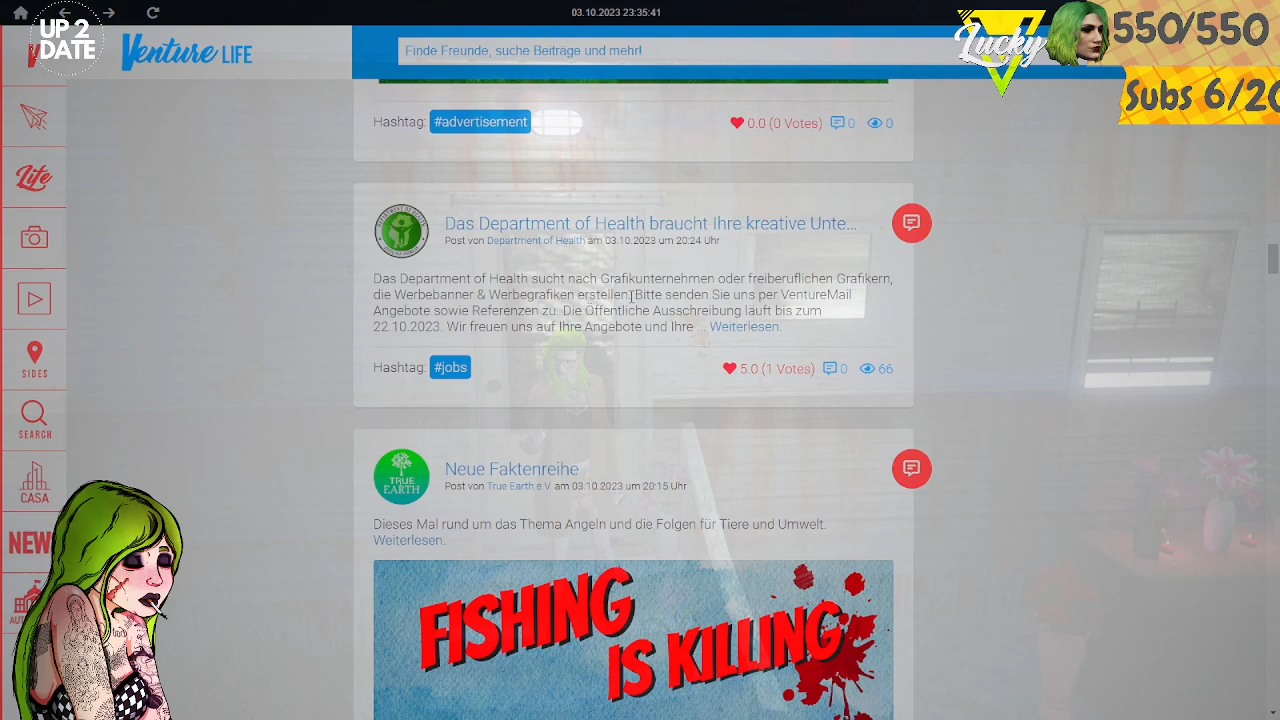 03.10.2023 23:35:41
UP 2
DATE
Venture LIFE
Finde Freunde, suche Beiträge und mehr!
Lucky
550/550
Subs 6/20
Hashtag: #advertisement
0.0 (0 Votes) 0 0
Life
Das Department of Health braucht Ihre kreative Unte...
Post von Department of Health am 03.10.2023 um 20:24 Uhr
Das Department of Health sucht nach Grafikunternehmen oder freiberuflichen Grafikern,
die Werbebanner & Werbegrafiken erstellen. Bitte senden Sie uns per VentureMail
Angebote sowie Referenzen zu. Die Öffentliche Ausschreibung läuft bis zum
22.10.2023. Wir freuen uns auf Ihre Angebote und Ihre ... Weiterlesen.
Hashtag: #jobs
5.0 (1 Votes) 0 66
SIDES
SEARCH
CASA
NEW
TRUE
EARTH
Neue Faktenreihe
Post von True Earth e.V. am 03.10.2023 um 20:15 Uhr
Dieses Mal rund um das Thema Angeln und die Folgen für Tiere und Umwelt.
Weiterlesen.
FISHING
IS KILLING